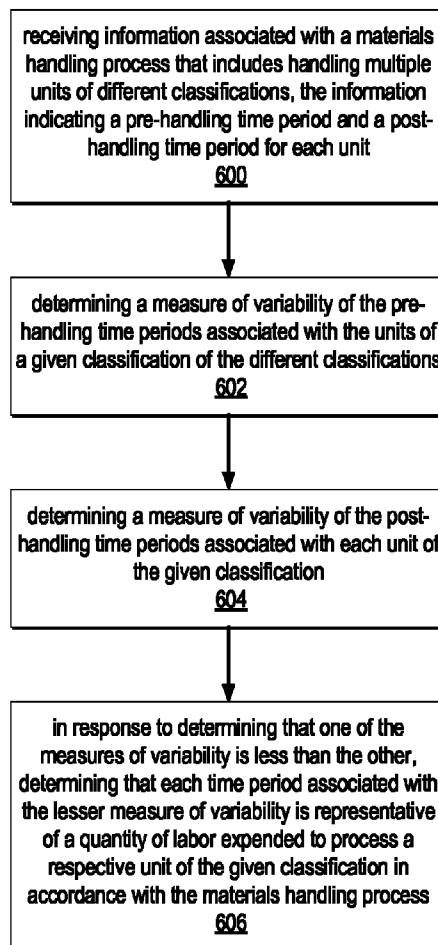 receiving information associated with a materials
handling process that includes handling multiple
units of different classifications, the information
indicating a pre-handling time period and a post-
handling time period for each unit
600
determining a measure of variability of the pre-
handling time periods associated with the units of
a given classification of the different classifications
602
determining a measure of variability of the post-
handling time periods associated with each unit of
the given classification
604
in response to determining that one of the
measures of variability is less than the other,
determining that each time period associated with
the lesser measure of variability is representative
of a quantity of labor expended to process a
respective unit of the given classification in
accordance with the materials handling process
606